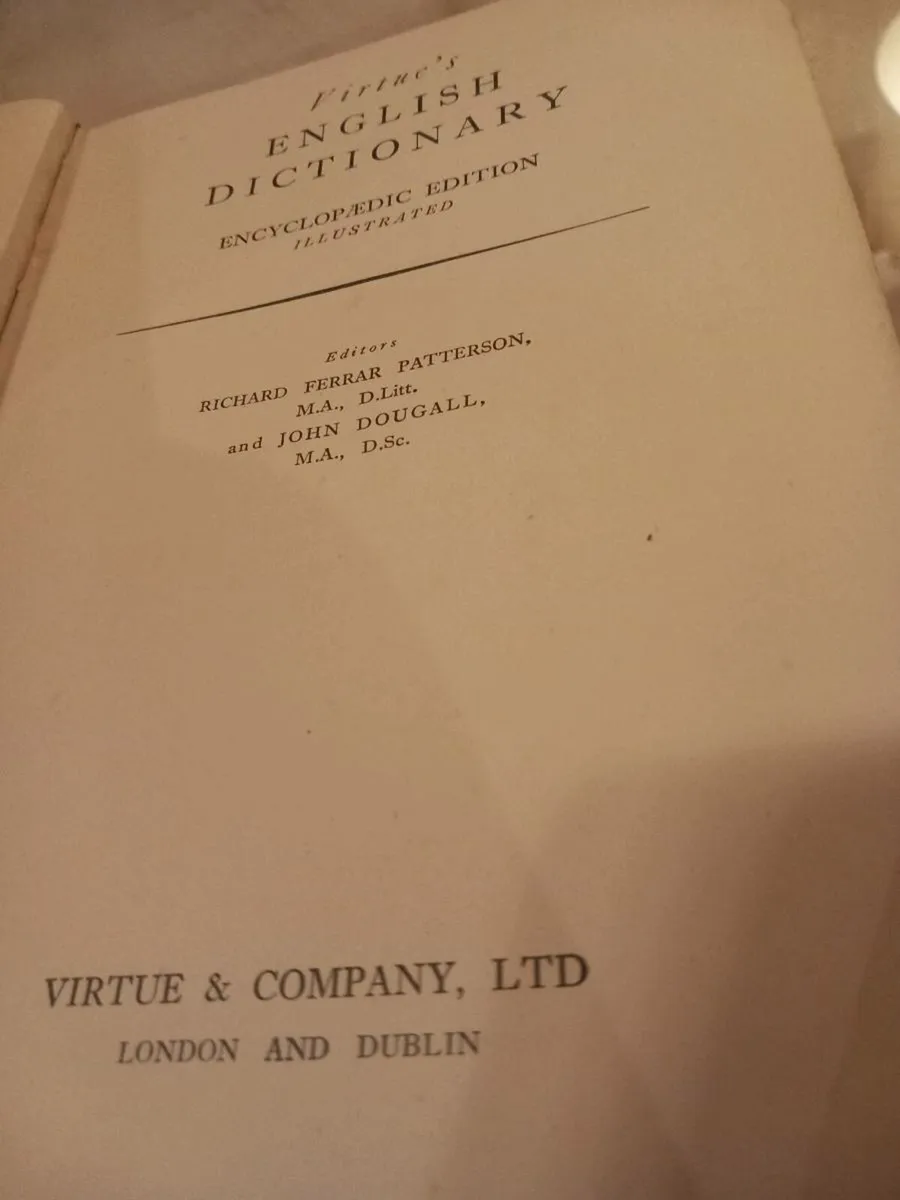 Virtue's
ENGLISH
DICTIONARY
ENCYCLOPÆDIC EDITION
ILLUSTRATED
Editors
RICHARD FERRAR PATTERSON,
M.A., D.Litt.
and JOHN DOUGALL,
M.A., D.Sc.
VIRTUE & COMPANY, LTD
LONDON AND DUBLIN